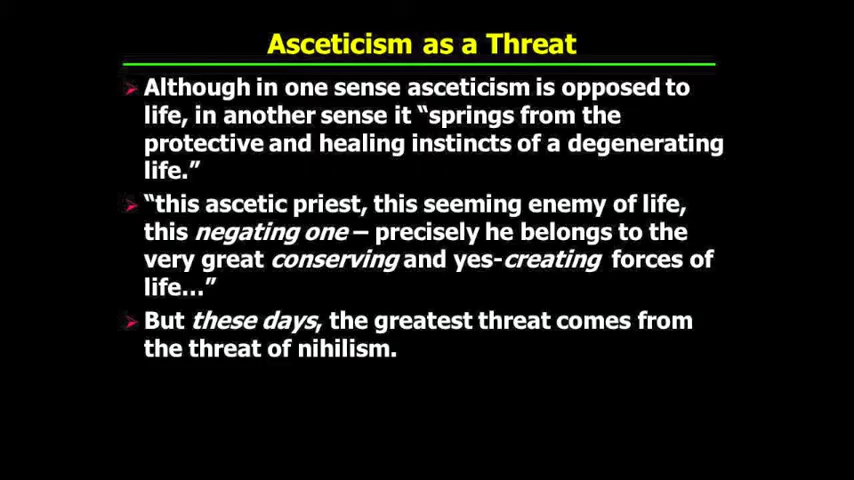 Asceticism as a Threat
Although in one sense asceticism is opposed to
life, in another sense it “springs from the
protective and healing instincts of a degenerating
life.”
“this ascetic priest, this seeming enemy of life,
this negating one – precisely he belongs to the
very great conserving and yes-creating forces of
life…”
But these days, the greatest threat comes from
the threat of nihilism.